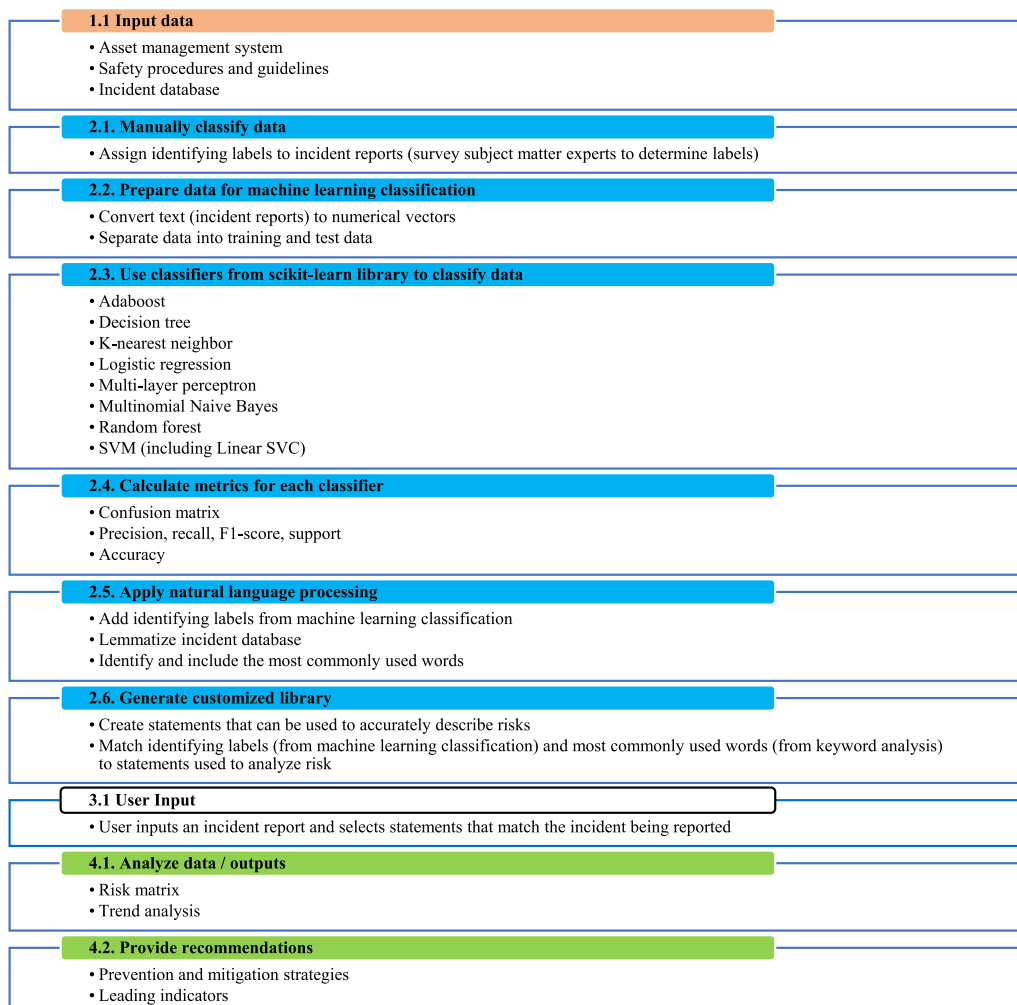 1.1 Input data
• Asset management system
• Safety procedures and guidelines
• Incident database
2.1. Manually classify data
• Assign identifying labels to incident reports (survey subject matter experts to determine labels)
2.2. Prepare data for machine learning classification
• Convert text (incident reports) to numerical vectors
• Separate data into training and test data
2.3. Use classifiers from scikit-learn library to classify data
• Adaboost
• Decision tree
• K-nearest neighbor
• Logistic regression
• Multi-layer perceptron
• Multinomial Naive Bayes
• Random forest
• SVM (including Linear SVC)
2.4. Calculate metrics for each classifier
• Confusion matrix
• Precision, recall, F1-score, support
• Accuracy
2.5. Apply natural language processing
• Add identifying labels from machine learning classification
• Lemmatize incident database
• Identify and include the most commonly used words
2.6. Generate customized library
• Create statements that can be used to accurately describe risks
• Match identifying labels (from machine learning classification) and most commonly used words (from keyword analysis)
to statements used to analyze risk
3.1 User Input
• User inputs an incident report and selects statements that match the incident being reported
4.1. Analyze data / outputs
• Risk matrix
• Trend analysis
4.2. Provide recommendations
• Prevention and mitigation strategies
• Leading indicators